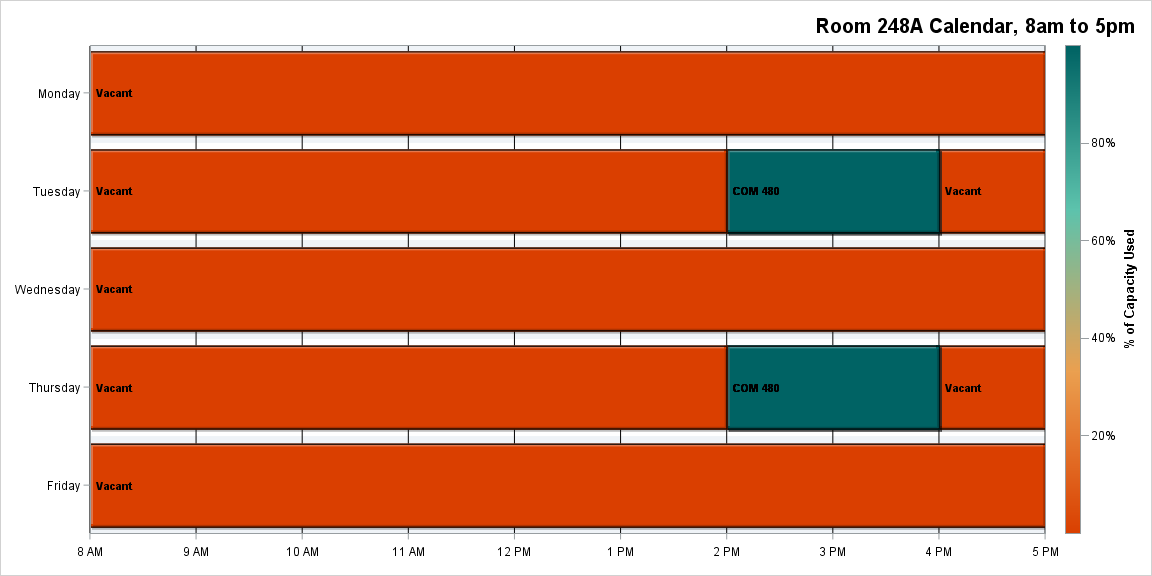 Room 248A Calendar, 8am to 5pm
Monday
Vacant
Tuesday
Vacant
COM 480
Vacant
Wednesday
Vacant
Thursday
Vacant
COM 480
Vacant
Friday
Vacant
8 AM
9 AM
10 AM
11 AM
12 PM
1 PM
2 PM
3 PM
4 PM
5 PM
80%
60%
40%
20%
% of Capacity Used